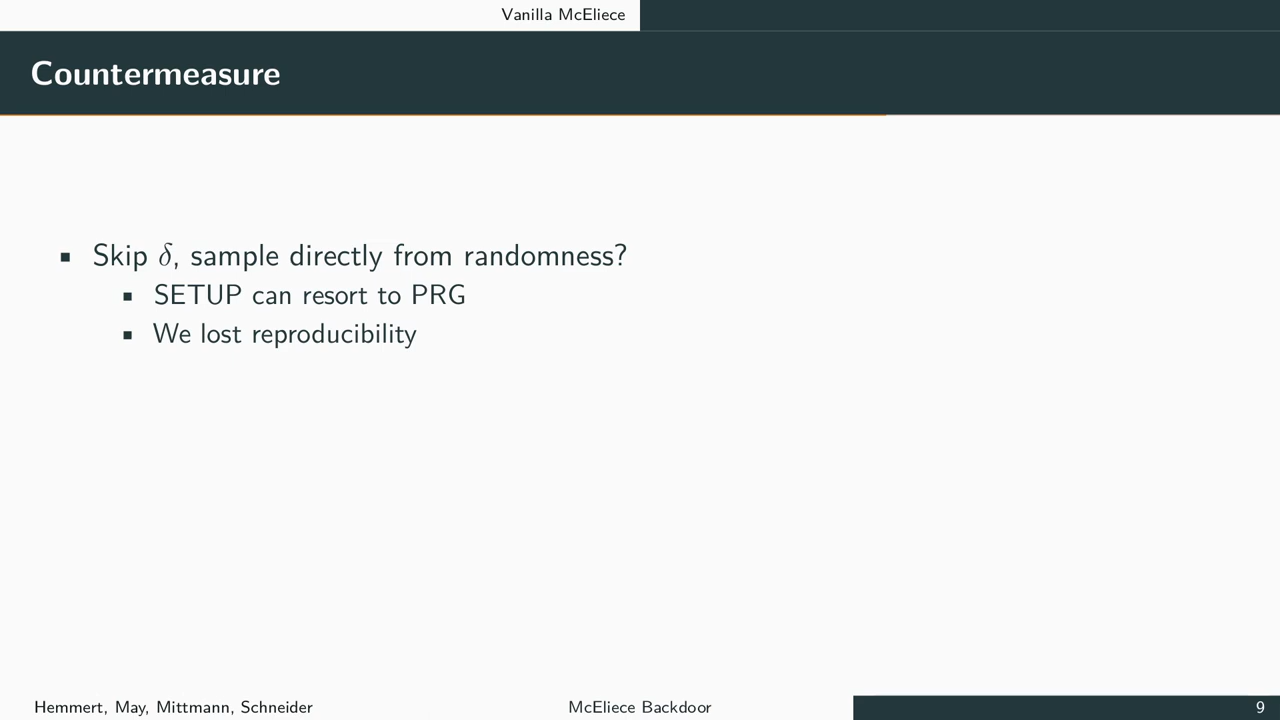 Vanilla McEliece
Countermeasure
▪ Skip δ, sample directly from randomness?
▪ SETUP can resort to PRG
▪ We lost reproducibility
Hemmert, May, Mittmann, Schneider
McEliece Backdoor
9